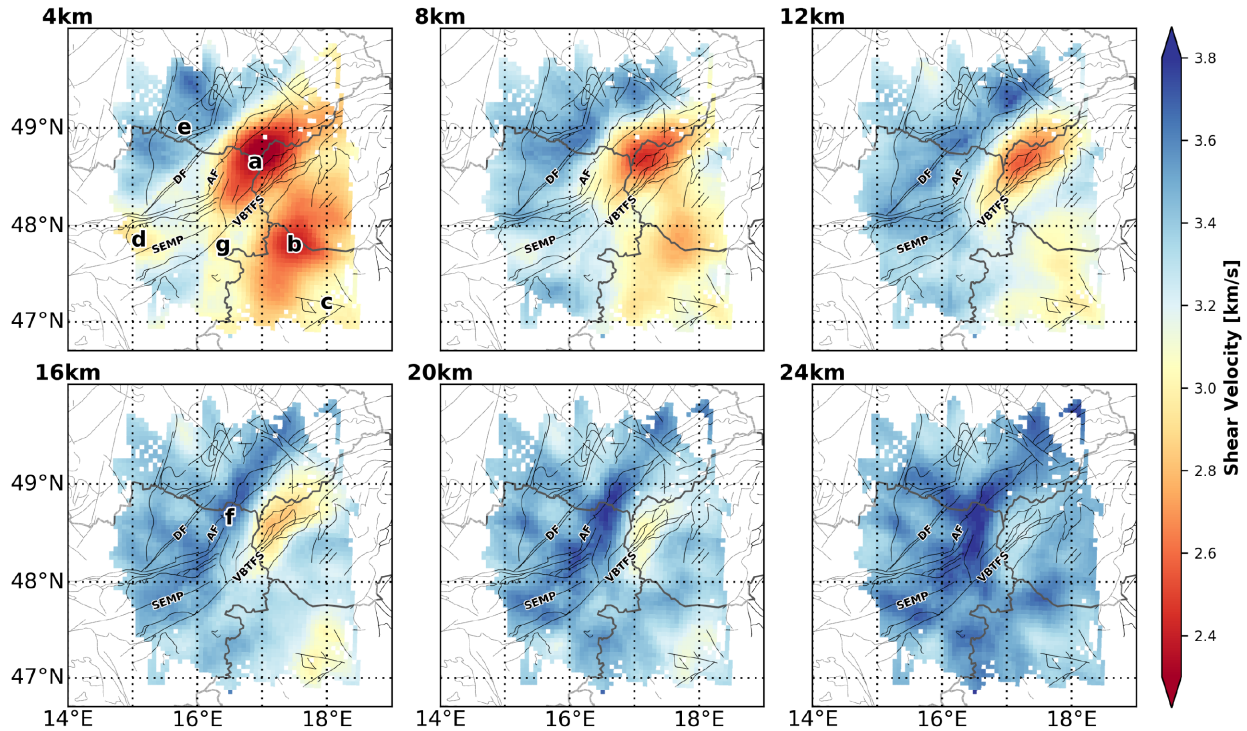 4km
8km
12km
49°N
48°N
47°N
e
a
DF
AF
VBTFS
d
SEMP
g
b
c
DF
AF
VBTFS
SEMP
DF
AF
VBTFS
SEMP
3.8
3.6
3.4
3.2
3.0
2.8
2.6
2.4
Shear Velocity [km/s]
16km
20km
24km
49°N
48°N
47°N
f
DF
AF
VBTFS
SEMP
DF
AF
VBTFS
SEMP
DF
AF
VBTFS
SEMP
14°E
16°E
18°E
14°E
16°E
18°E
14°E
16°E
18°E